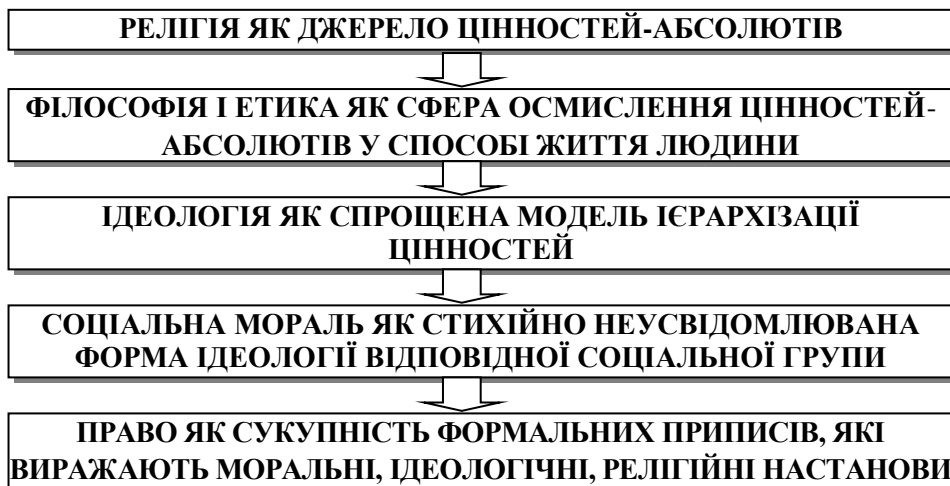 РЕЛІГІЯ ЯК ДЖЕРЕЛО ЦІННОСТЕЙ-АБСОЛЮТІВ
ФІЛОСОФІЯ І ЕТИКА ЯК СФЕРА ОСМИСЛЕННЯ ЦІННОСТЕЙ-
АБСОЛЮТІВ У СПОСОБІ ЖИТТЯ ЛЮДИНИ
ІДЕОЛОГІЯ ЯК СПРОЩЕНА МОДЕЛЬ ІЄРАРХІЗАЦІЇ
ЦІННОСТЕЙ
СОЦІАЛЬНА МОРАЛЬ ЯК СТИХІЙНО НЕУСВІДОМЛЮВАНА
ФОРМА ІДЕОЛОГІЇ ВІДПОВІДНОЇ СОЦІАЛЬНОЇ ГРУПИ
ПРАВО ЯК СУКУПНІСТЬ ФОРМАЛЬНИХ ПРИПИСІВ, ЯКІ
ВИРАЖАЮТЬ МОРАЛЬНІ, ІДЕОЛОГІЧНІ, РЕЛІГІЙНІ НАСТАНОВИ